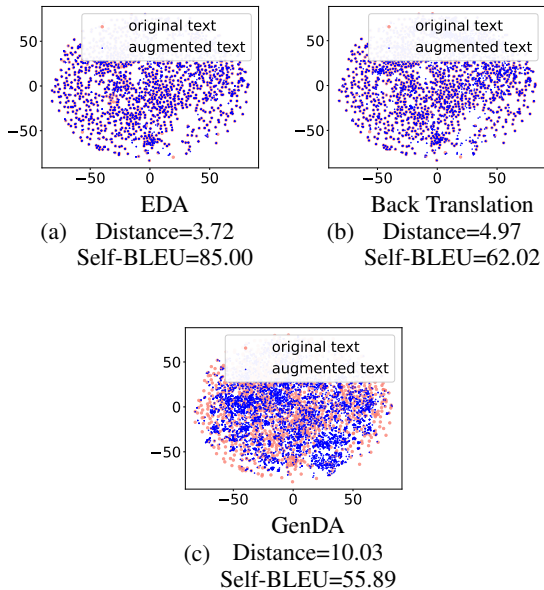 original text
augmented text
50
0
−50
−50
0
50
EDA
(a) Distance=3.72
Self-BLEU=85.00
original text
augmented text
50
0
−50
−50
0
50
Back Translation
(b) Distance=4.97
Self-BLEU=62.02
original text
augmented text
50
0
−50
−50
0
50
GenDA
(c) Distance=10.03
Self-BLEU=55.89